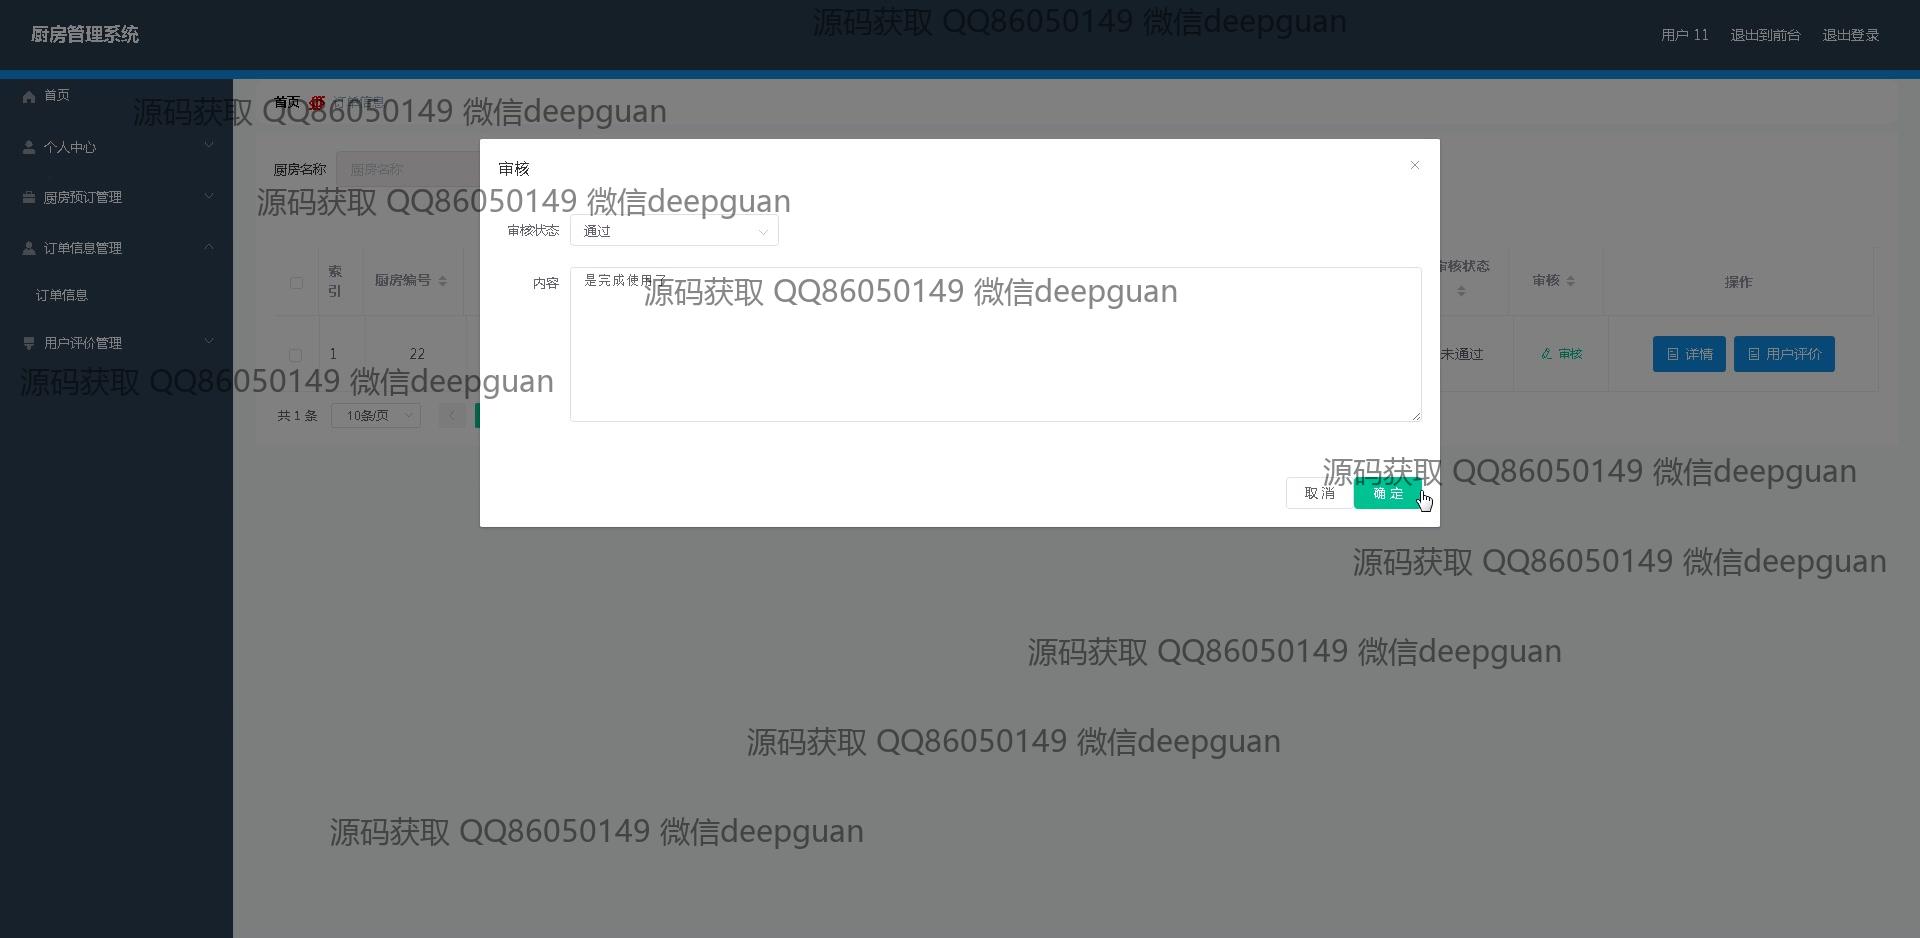 源码获取 QQ86050149 微信deepguan
厨房管理系统
用户 11 退出到前台 退出登录
首页
首页 订单信息
源码获取 QQ86050149 微信deepguan
个人中心
审核
厨房名称 厨房名称
厨房预订管理
源码获取 QQ86050149 微信deepguan
审核状态 通过
订单信息管理
索引 厨房编号 审核状态 审核 操作
内容 是完成使用了
源码获取 QQ86050149 微信deepguan
订单信息
用户评价管理
1 22 未通过 审核 详情 用户评价
源码获取 QQ86050149 微信deepguan
共 1 条 10条/页
源码获取 QQ86050149 微信deepguan
取消 确定
源码获取 QQ86050149 微信deepguan
源码获取 QQ86050149 微信deepguan
源码获取 QQ86050149 微信deepguan
源码获取 QQ86050149 微信deepguan